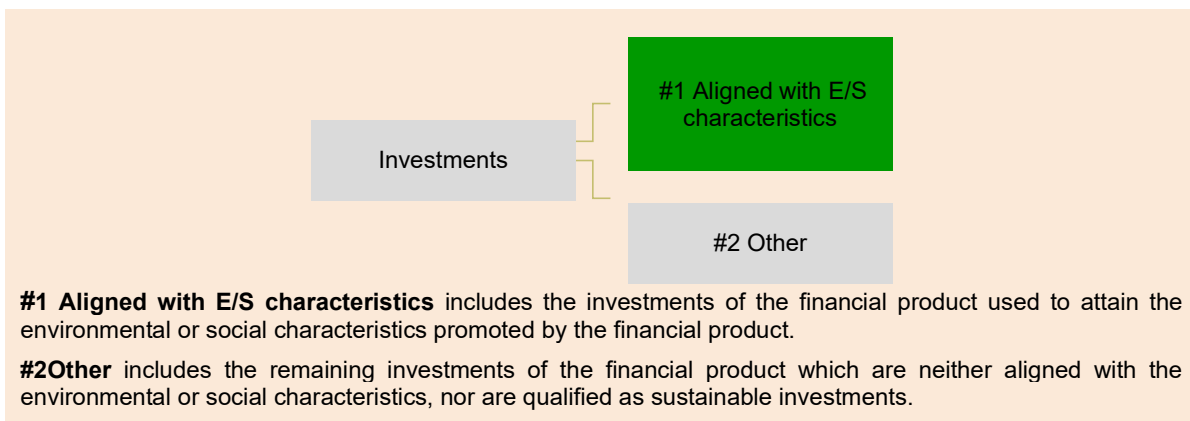 #1 Aligned with E/S
characteristics
Investments
#2 Other
#1 Aligned with E/S characteristics includes the investments of the financial product used to attain the
environmental or social characteristics promoted by the financial product.
#2Other includes the remaining investments of the financial product which are neither aligned with the
environmental or social characteristics, nor are qualified as sustainable investments.